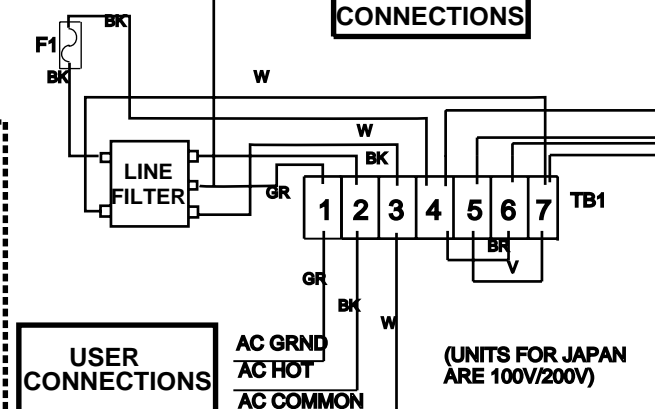 CONNECTIONS
BK
F1
BK
W
W
BK
LINE
FILTER
GR
1 2 3 4 5 6 7
TB1
BR
V
GR
BK
W
USER
CONNECTIONS
AC GRND
AC HOT
AC COMMON
(UNITS FOR JAPAN
ARE 100V/200V)